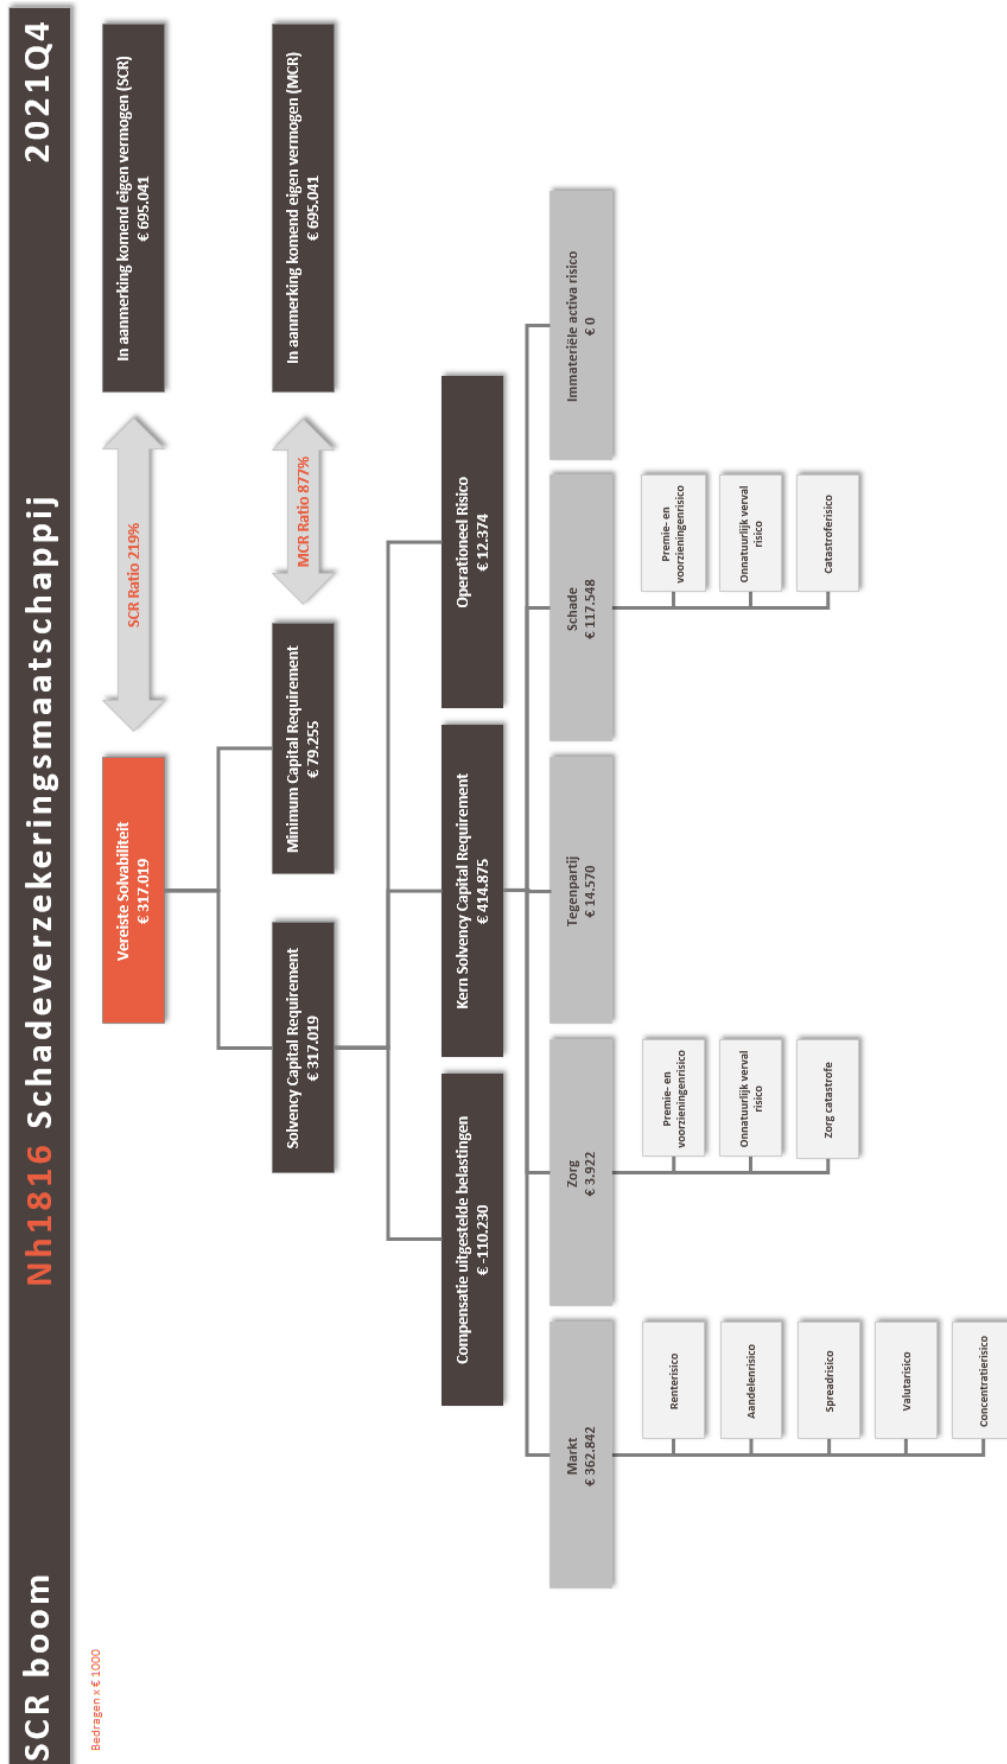 SCR boom
Nh1816 Schadeverzekeringsmaatschappij
2021Q4
Bedragen x € 1000
Vereiste Solvabiliteit
€ 317.019
SCR Ratio 219%
In aanmerking komend eigen vermogen (SCR)
€ 695.041
Solvency Capital Requirement
€ 317.019
Minimum Capital Requirement
€ 79.255
MCR Ratio 877%
In aanmerking komend eigen vermogen (MCR)
€ 695.041
Compensatie uitgestelde belastingen
€ -110.230
Kern Solvency Capital Requirement
€ 414.875
Operationeel Risico
€ 12.374
Markt
€ 362.842
Zorg
€ 3.922
Tegenpartij
€ 14.570
Schade
€ 117.548
Immateriële activa risico
€ 0
Renterisico
Aandelenrisico
Spreadrisico
Valutarisico
Concentratierisico
Premie- en
voorzieningenrisico
Onnatuurlijk verval
risico
Zorg catastrofe
Premie- en
voorzieningenrisico
Onnatuurlijk verval
risico
Catastroferisico